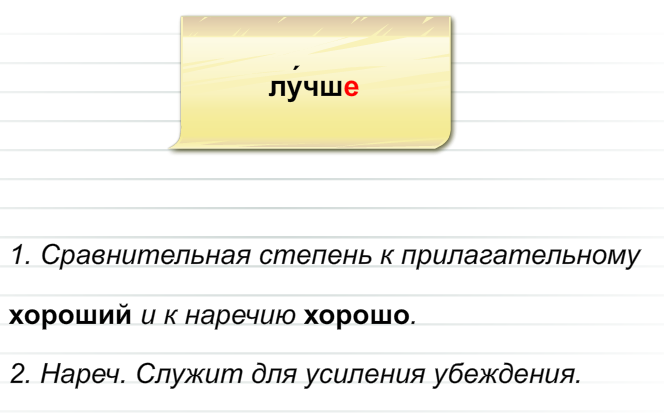 лу́чше
1. Сравнительная степень к прилагательному
хороший и к наречию хорошо.
2. Нареч. Служит для усиления убеждения.